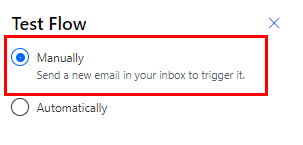 Test Flow
Manually
Send a new email in your inbox to trigger it.
Automatically